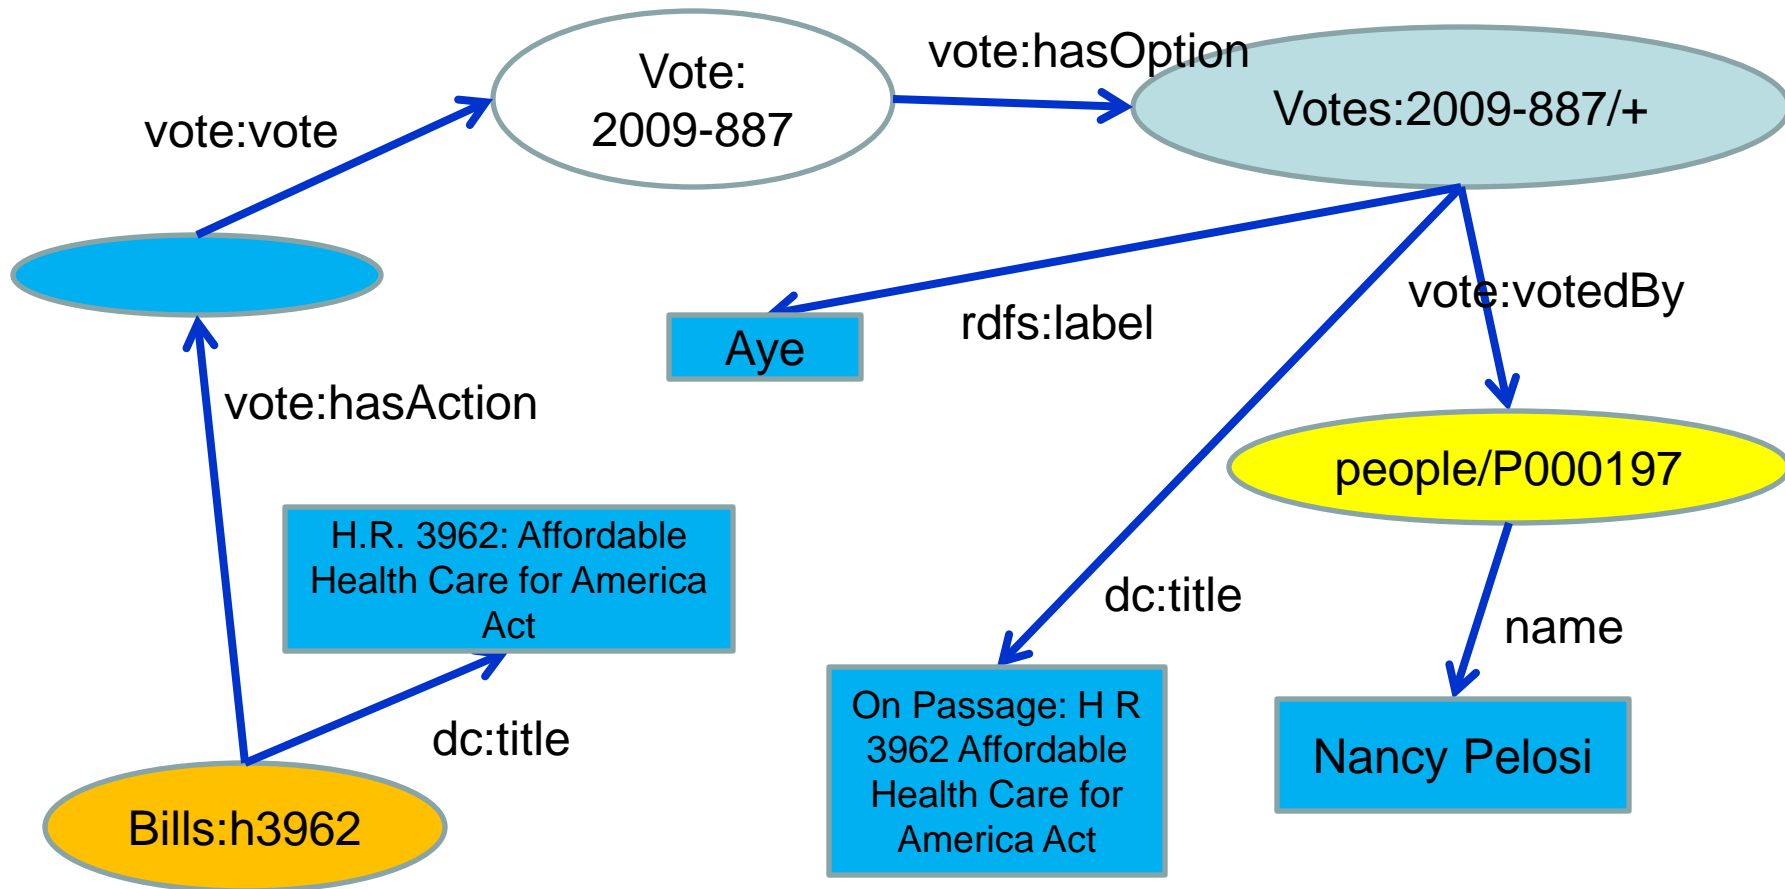 vote:hasOption
Vote:
2009-887
Votes:2009-887/+
vote:vote
vote:votedBy
rdfs:label
Aye
vote:hasAction
people/P000197
H.R. 3962: Affordable
Health Care for America
Act
dc:title
name
On Passage: H R
3962 Affordable
Health Care for
America Act
dc:title
Nancy Pelosi
Bills:h3962